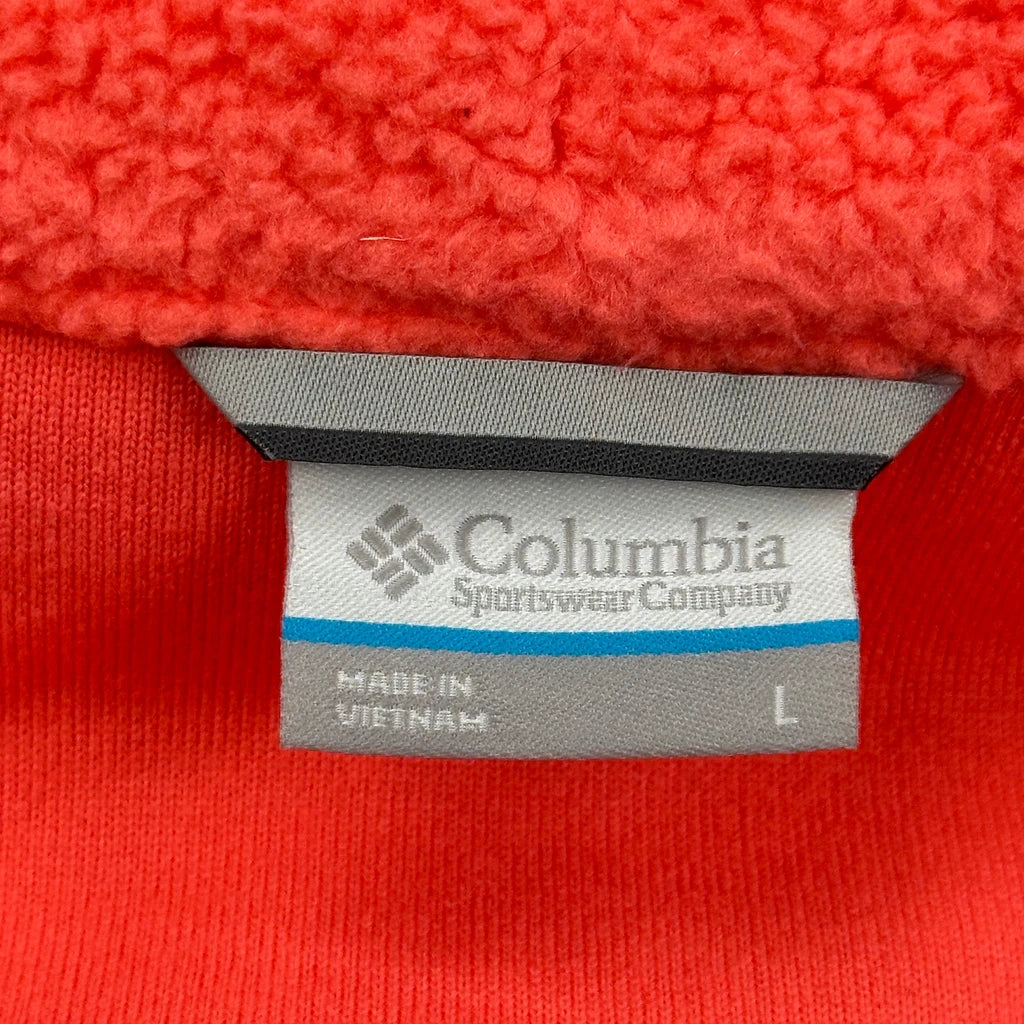 Columbia
Sportswear Company
MADE IN
VIETNAM
L